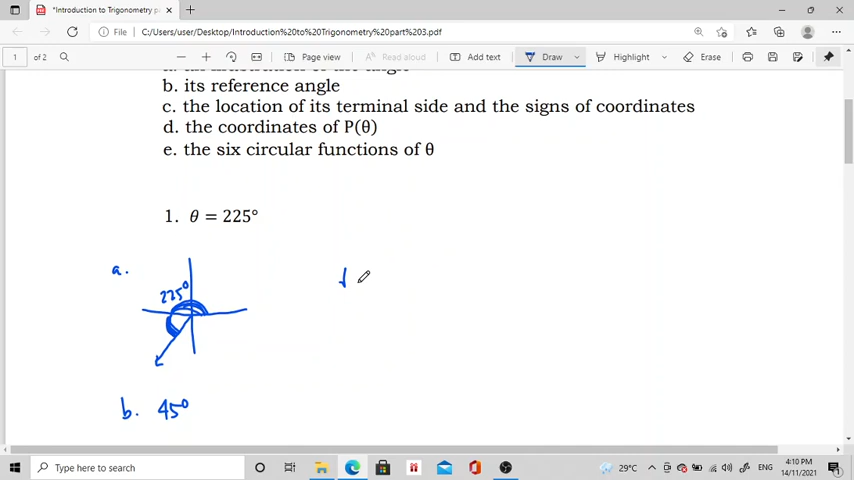 *Introduction to Trigonometry pa
File
C:/Users/user/Desktop/Introduction%20to%20Trigonometry%20part%203.pdf
1 of 2
Page view
Read aloud
Add text
Draw
Highlight
Erase
b. its reference angle
c. the location of its terminal side and the signs of coordinates
d. the coordinates of P(θ)
e. the six circular functions of θ
1. θ = 225°
a.
225°
b. 45°
Type here to search
29°C
ENG
4:10 PM
14/11/2021